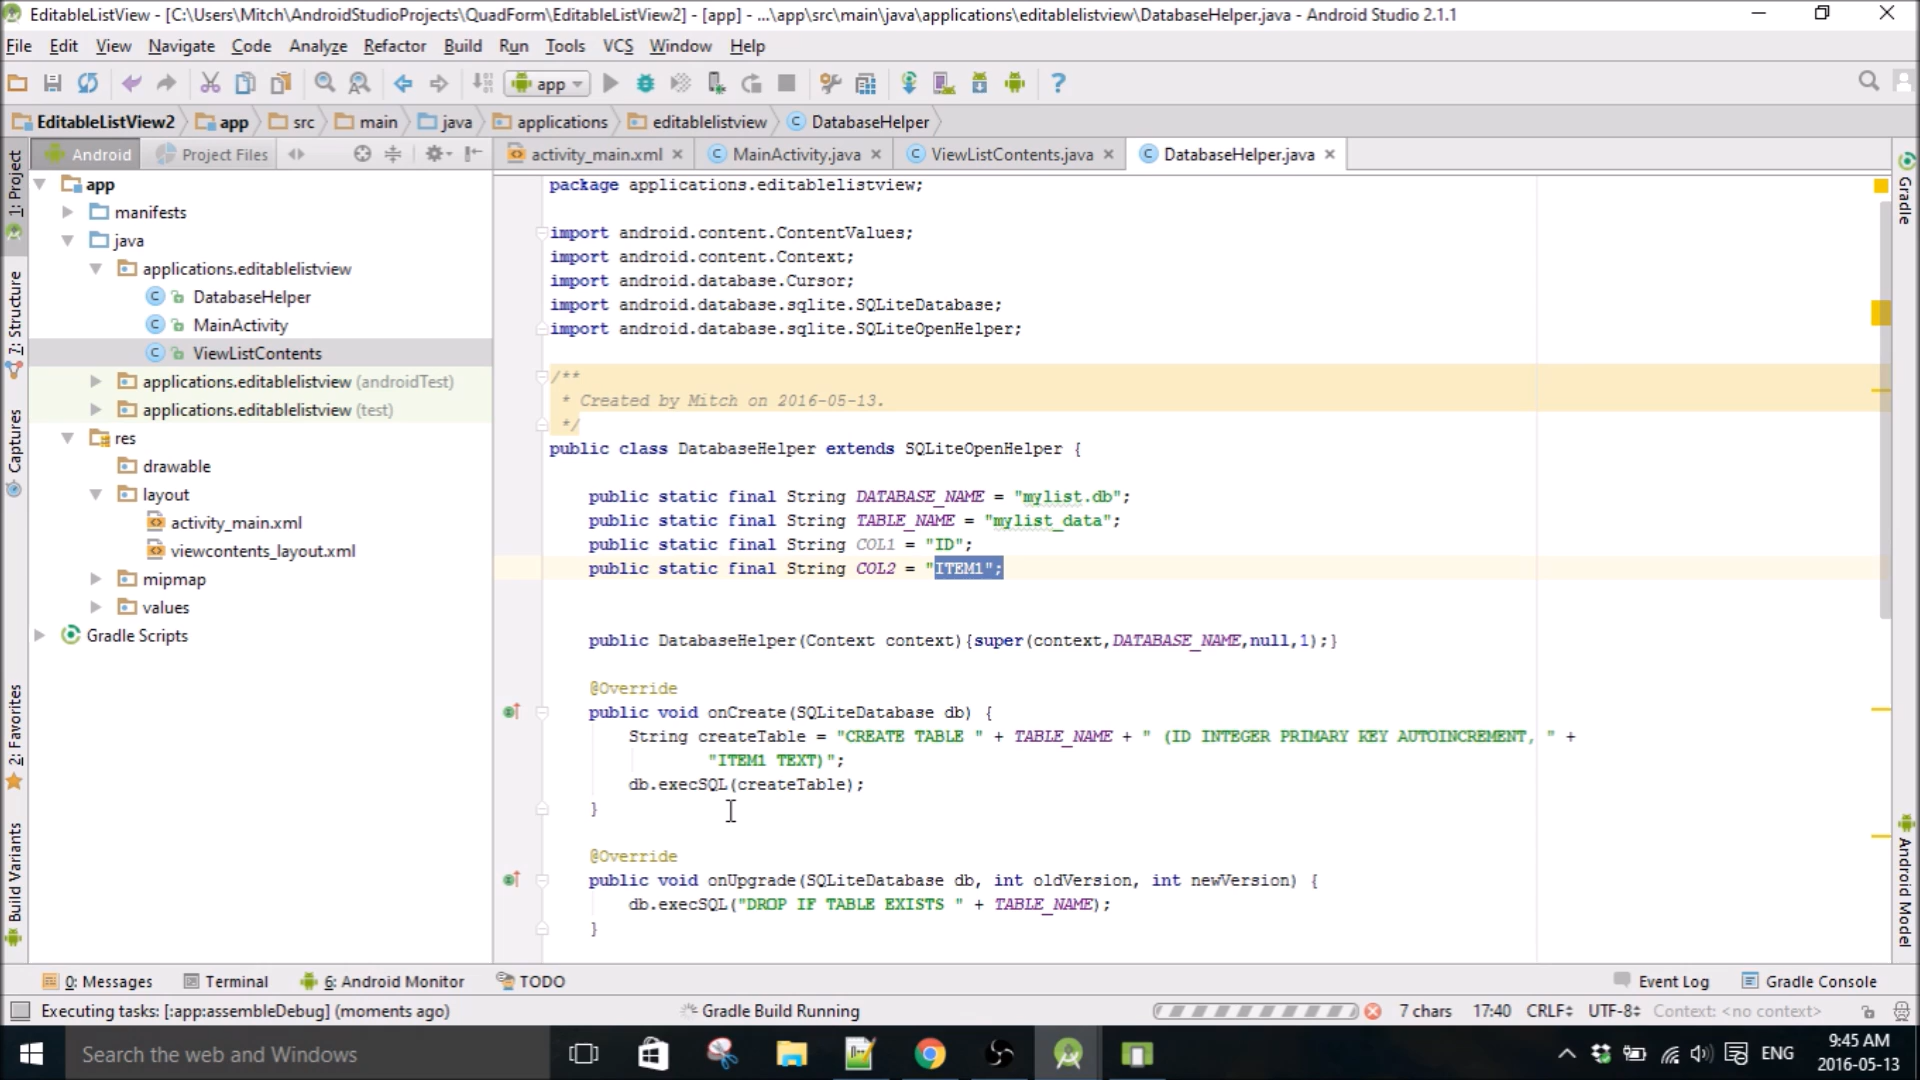 EditableListView - [C:\Users\Mitch\AndroidStudioProjects\QuadForm\EditableListView2] - [app] - ...\app\src\main\java\applications\editablelistview\DatabaseHelper.java - Android Studio 2.1.1
File Edit View Navigate Code Analyze Refactor Build Run Tools VCS Window Help
app
EditableListView2 app src main java applications editablelistview DatabaseHelper
Android Project Files
activity_main.xml MainActivity.java ViewListContents.java DatabaseHelper.java
1: Project
7: Structure
Captures
2: Favorites
Build Variants
app
manifests
java
applications.editablelistview
DatabaseHelper
MainActivity
ViewListContents
applications.editablelistview (androidTest)
applications.editablelistview (test)
res
drawable
layout
activity_main.xml
viewcontents_layout.xml
mipmap
values
Gradle Scripts
package applications.editablelistview;
import android.content.ContentValues;
import android.content.Context;
import android.database.Cursor;
import android.database.sqlite.SQLiteDatabase;
import android.database.sqlite.SQLiteOpenHelper;
/**
* Created by Mitch on 2016-05-13.
*/
public class DatabaseHelper extends SQLiteOpenHelper {
public static final String DATABASE_NAME = "mylist.db";
public static final String TABLE_NAME = "mylist_data";
public static final String COL1 = "ID";
public static final String COL2 = "ITEM1";
public DatabaseHelper(Context context){super(context,DATABASE_NAME,null,1);}
@Override
public void onCreate(SQLiteDatabase db) {
String createTable = "CREATE TABLE " + TABLE_NAME + " (ID INTEGER PRIMARY KEY AUTOINCREMENT, " +
"ITEM1 TEXT)";
db.execSQL(createTable);
}
@Override
public void onUpgrade(SQLiteDatabase db, int oldVersion, int newVersion) {
db.execSQL("DROP IF TABLE EXISTS " + TABLE_NAME);
}
Gradle
Android Model
0: Messages Terminal 6: Android Monitor TODO Event Log Gradle Console
Executing tasks: [:app:assembleDebug] (moments ago) Gradle Build Running 7 chars 17:40 CRLF UTF-8 Context: <no context>
Search the web and Windows
ENG
9:45 AM
2016-05-13